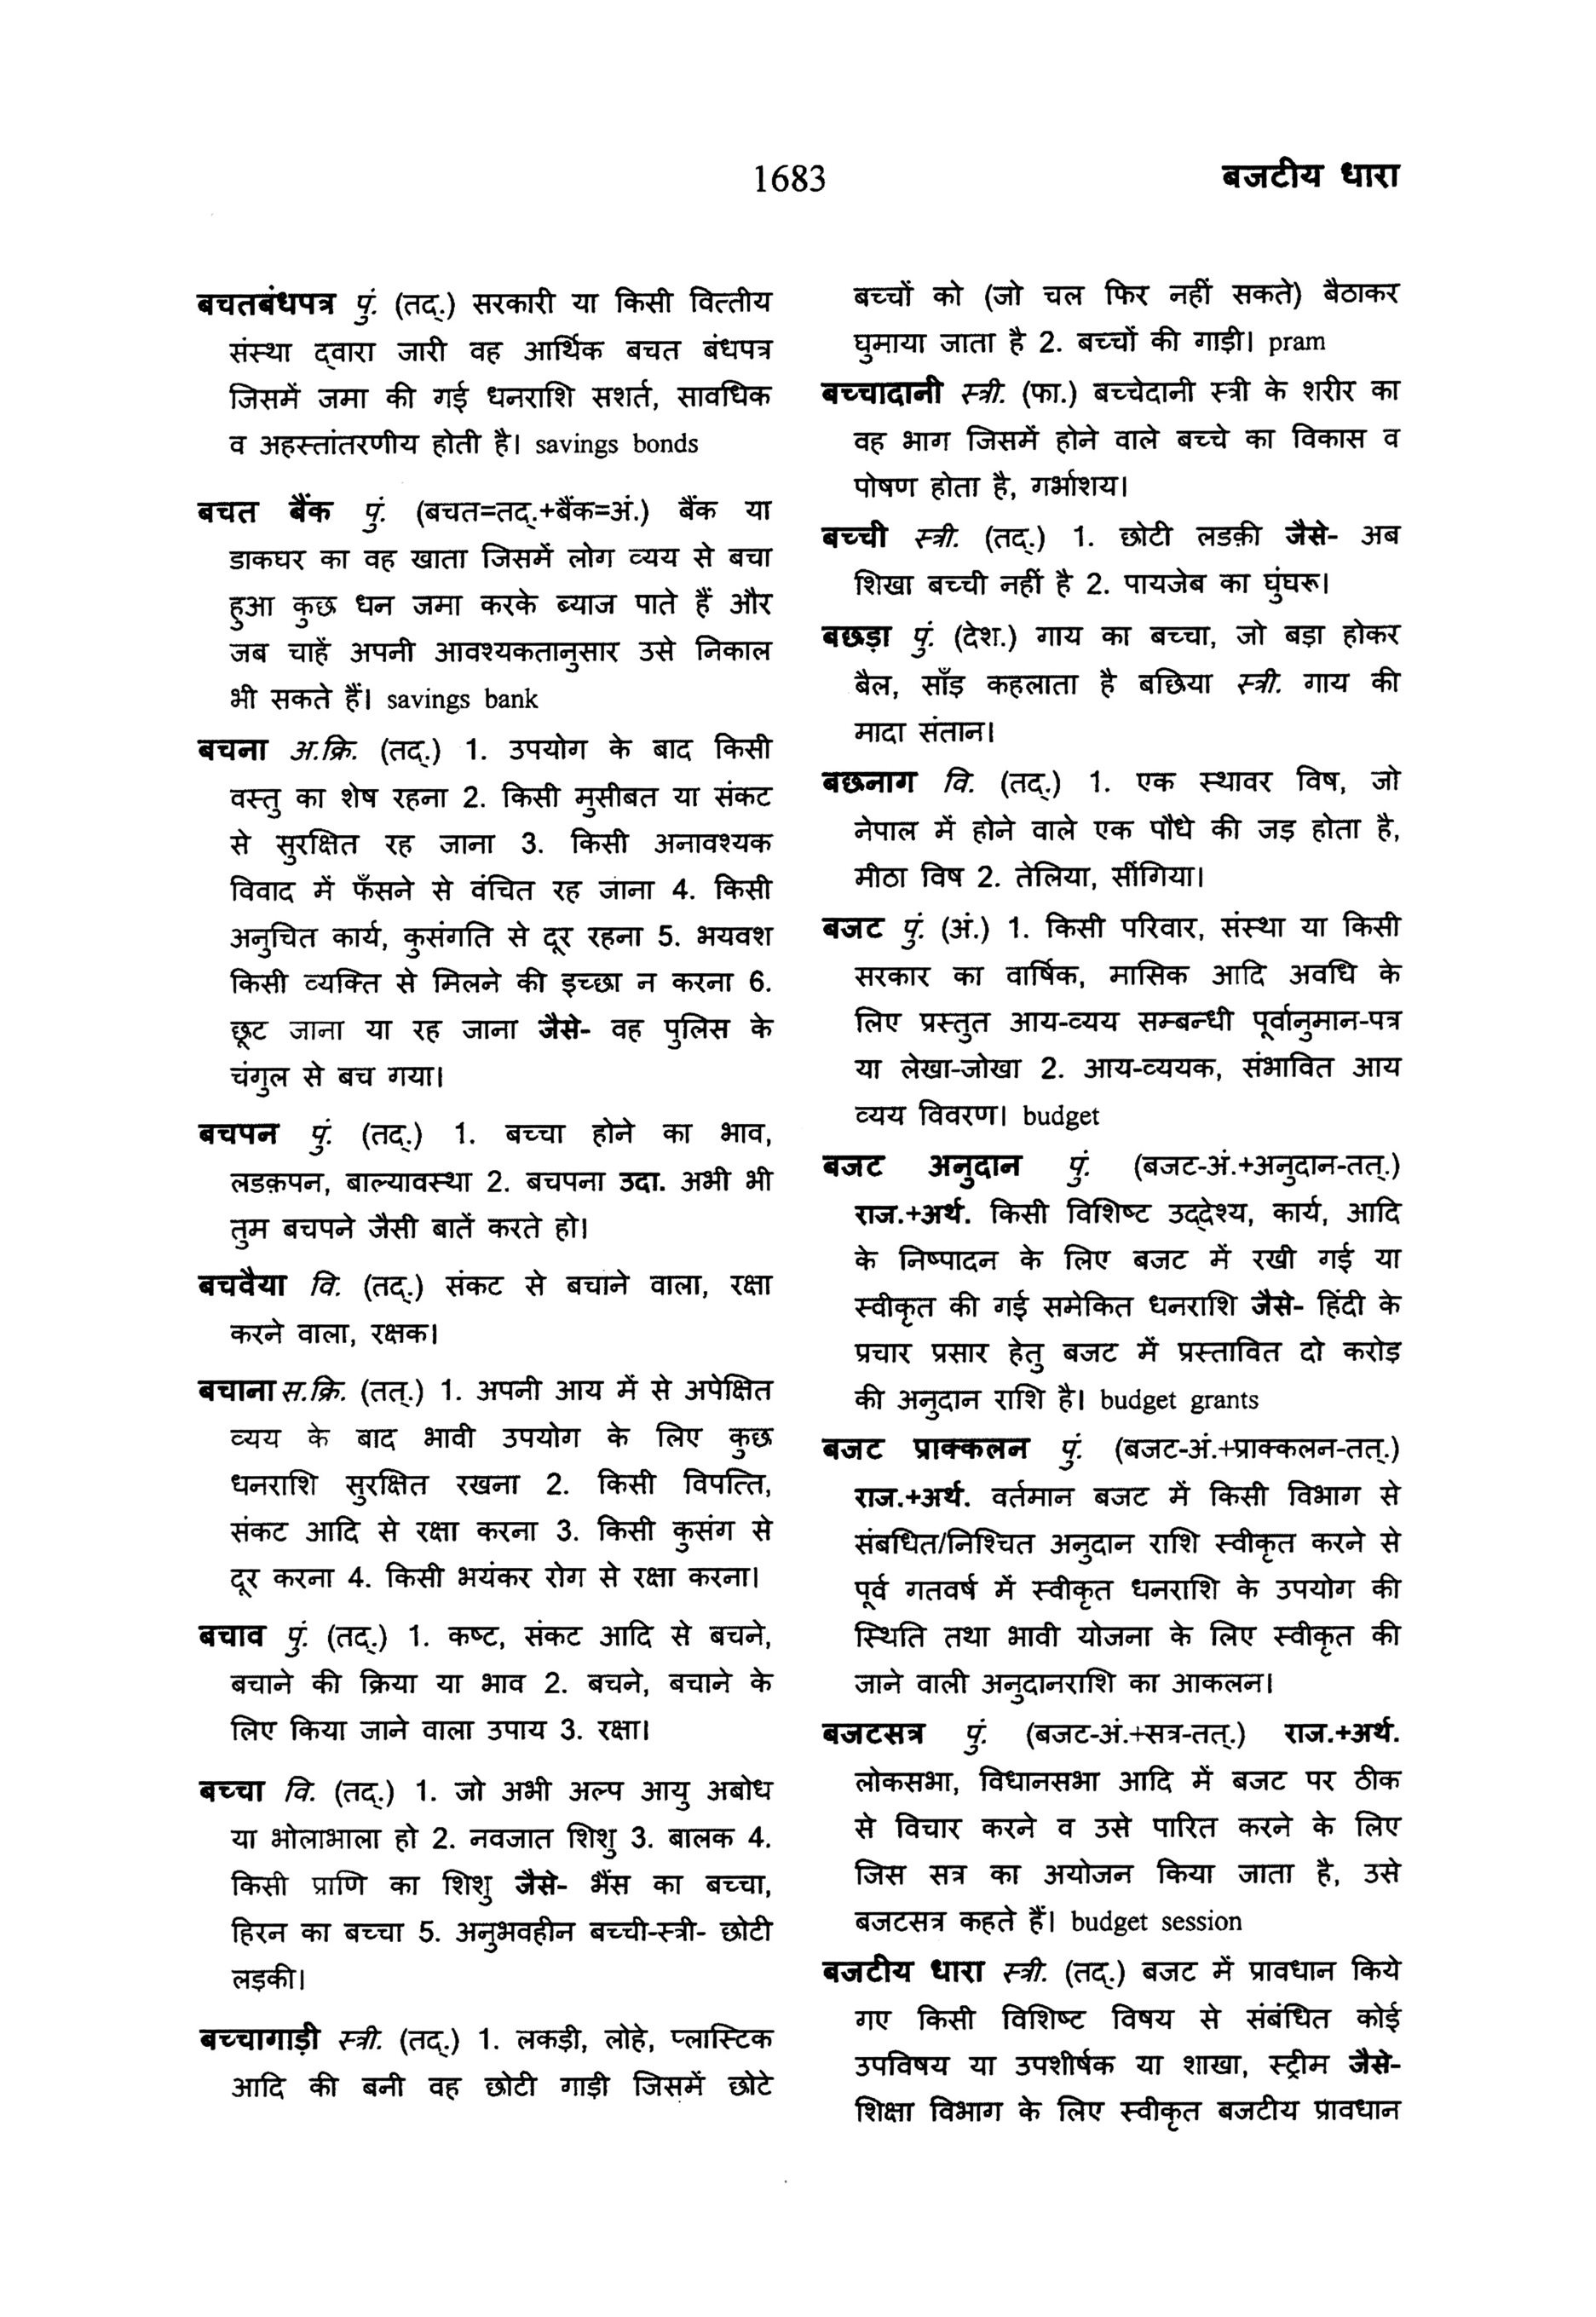 1683
बजटीय धारा
बचतबंधपत्र पुं. (तद्.) सरकारी या किसी वित्तीय
संस्था द्वारा जारी वह आर्थिक बचत बंधपत्र
जिसमें जमा की गई धनराशि सशर्त, सावधिक
व अहस्तांतरणीय होती है। savings bonds
बचत बैंक पुं. (बचत=तद्.+बैंक=अं.) बैंक या
डाकघर का वह खाता जिसमें लोग व्यय से बचा
हुआ कुछ धन जमा करके ब्याज पाते हैं और
जब चाहें अपनी आवश्यकतानुसार उसे निकाल
भी सकते हैं। savings bank
बचना अ.क्रि. (तद्.) 1. उपयोग के बाद किसी
वस्तु का शेष रहना 2. किसी मुसीबत या संकट
से सुरक्षित रह जाना 3. किसी अनावश्यक
विवाद में फँसने से वंचित रह जाना 4. किसी
अनुचित कार्य, कुसंगति से दूर रहना 5. भयवश
किसी व्यक्ति से मिलने की इच्छा न करना 6.
छूट जाना या रह जाना जैसे- वह पुलिस के
चंगुल से बच गया।
बचपन पुं. (तद्.) 1. बच्चा होने का भाव,
लडक़पन, बाल्यावस्था 2. बचपना उदा. अभी भी
तुम बचपने जैसी बातें करते हो।
बचवैया वि. (तद्.) संकट से बचाने वाला, रक्षा
करने वाला, रक्षक।
बचाना स.क्रि. (तत्.) 1. अपनी आय में से अपेक्षित
व्यय के बाद भावी उपयोग के लिए कुछ
धनराशि सुरक्षित रखना 2. किसी विपत्ति,
संकट आदि से रक्षा करना 3. किसी कुसंग से
दूर करना 4. किसी भयंकर रोग से रक्षा करना।
बचाव पुं. (तद्.) 1. कष्ट, संकट आदि से बचने,
बचाने की क्रिया या भाव 2. बचने, बचाने के
लिए किया जाने वाला उपाय 3. रक्षा।
बच्चा वि. (तद्.) 1. जो अभी अल्प आयु अबोध
या भोलाभाला हो 2. नवजात शिशु 3. बालक 4.
किसी प्राणि का शिशु जैसे- भैंस का बच्चा,
हिरन का बच्चा 5. अनुभवहीन बच्ची-स्त्री- छोटी
लड़की।
बच्चागाड़ी स्त्री. (तद्.) 1. लकड़ी, लोहे, प्लास्टिक
आदि की बनी वह छोटी गाड़ी जिसमें छोटे
बच्चों को (जो चल फिर नहीं सकते) बैठाकर
घुमाया जाता है 2. बच्चों की गाड़ी। pram
बच्चादानी स्त्री. (फा.) बच्चेदानी स्त्री के शरीर का
वह भाग जिसमें होने वाले बच्चे का विकास व
पोषण होता है, गर्भाशय।
बच्ची स्त्री. (तद्.) 1. छोटी लडक़ी जैसे- अब
शिखा बच्ची नहीं है 2. पायजेब का घुंघरू।
बछड़ा पुं. (देश.) गाय का बच्चा, जो बड़ा होकर
बैल, साँड़ कहलाता है बछिया स्त्री. गाय की
मादा संतान।
बछनाग वि. (तद्.) 1. एक स्थावर विष, जो
नेपाल में होने वाले एक पौधे की जड़ होता है,
मीठा विष 2. तेलिया, सींगिया।
बजट पुं. (अं.) 1. किसी परिवार, संस्था या किसी
सरकार का वार्षिक, मासिक आदि अवधि के
लिए प्रस्तुत आय-व्यय सम्बन्धी पूर्वानुमान-पत्र
या लेखा-जोखा 2. आय-व्ययक, संभावित आय
व्यय विवरण। budget
बजट अनुदान पुं. (बजट-अं.+अनुदान-तत्.)
राज.+अर्थ. किसी विशिष्ट उद्देश्य, कार्य, आदि
के निष्पादन के लिए बजट में रखी गई या
स्वीकृत की गई समेकित धनराशि जैसे- हिंदी के
प्रचार प्रसार हेतु बजट में प्रस्तावित दो करोड़
की अनुदान राशि है। budget grants
बजट प्राक्कलन पुं. (बजट-अं.+प्राक्कलन-तत्.)
राज.+अर्थ. वर्तमान बजट में किसी विभाग से
संबधित/निश्चित अनुदान राशि स्वीकृत करने से
पूर्व गतवर्ष में स्वीकृत धनराशि के उपयोग की
स्थिति तथा भावी योजना के लिए स्वीकृत की
जाने वाली अनुदानराशि का आकलन।
बजटसत्र पुं. (बजट-अं.+सत्र-तत्.) राज.+अर्थ.
लोकसभा, विधानसभा आदि में बजट पर ठीक
से विचार करने व उसे पारित करने के लिए
जिस सत्र का अयोजन किया जाता है, उसे
बजटसत्र कहते हैं। budget session
बजटीय धारा स्त्री. (तद्.) बजट में प्रावधान किये
गए किसी विशिष्ट विषय से संबंधित कोई
उपविषय या उपशीर्षक या शाखा, स्ट्रीम जैसे-
शिक्षा विभाग के लिए स्वीकृत बजटीय प्रावधान